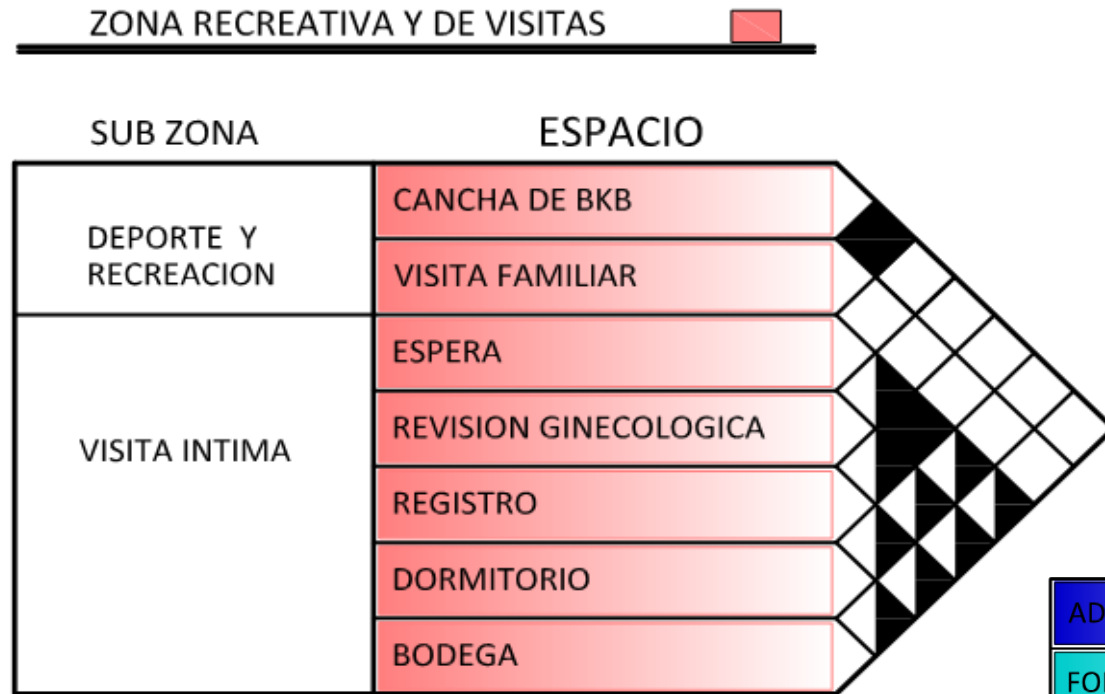 ZONA RECREATIVA Y DE VISITAS
SUB ZONA
ESPACIO
DEPORTE Y
RECREACION
CANCHA DE BKB
VISITA FAMILIAR
VISITA INTIMA
ESPERA
REVISION GINECOLOGICA
REGISTRO
DORMITORIO
BODEGA